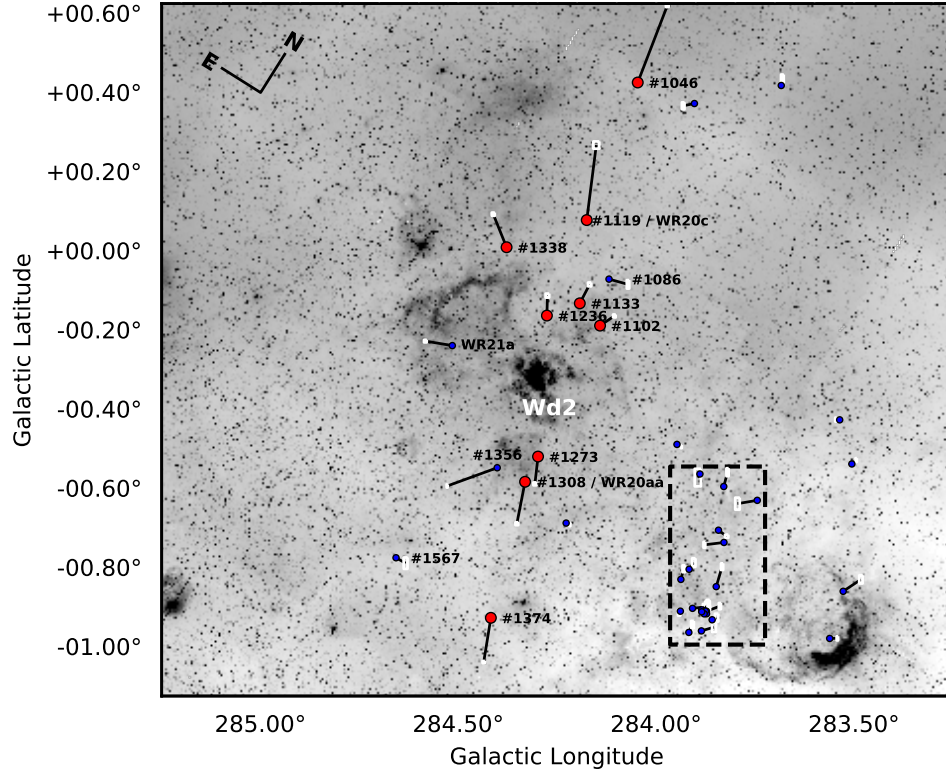 +00.60°
+00.40°
+00.20°
+00.00°
-00.20°
-00.40°
-00.60°
-00.80°
-01.00°
Galactic Latitude
E
N
#1046
#1119 / WR20c
#1338
#1086
#1133
#1236
#1102
WR21a
Wd2
#1356
#1273
#1308 / WR20aa
#1567
#1374
285.00°
284.50°
284.00°
283.50°
Galactic Longitude